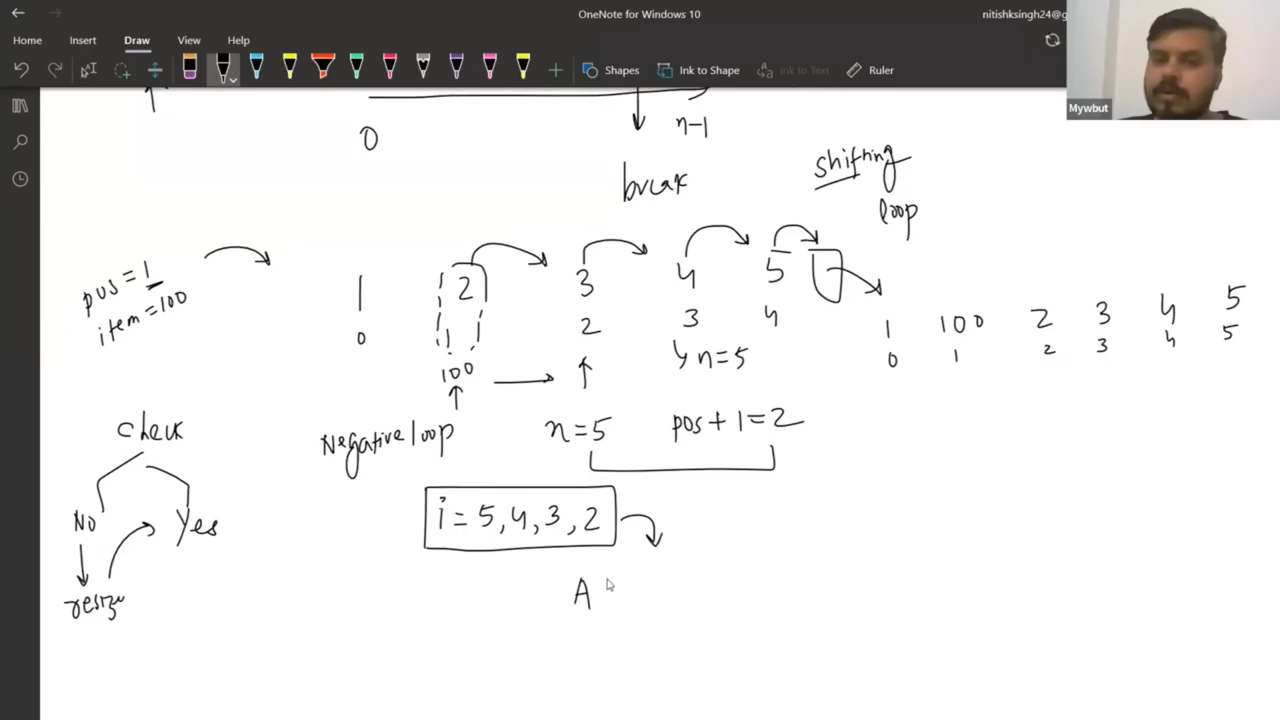 OneNote for Windows 10
nitishksingh24@g
Home Insert Draw View Help
Shapes Ink to Shape Ink to Text Ruler
Mywbut
0 n-1
break
shifting
loop
pos = 1
item = 100
1 2 3 4 5
0 1 2 3 4
100
n=5
1 100 2 3 4 5
0 1 2 3 4 5
check
No Yes
resize
Negative loop
n=5 pos+1=2
i = 5,4,3,2
A